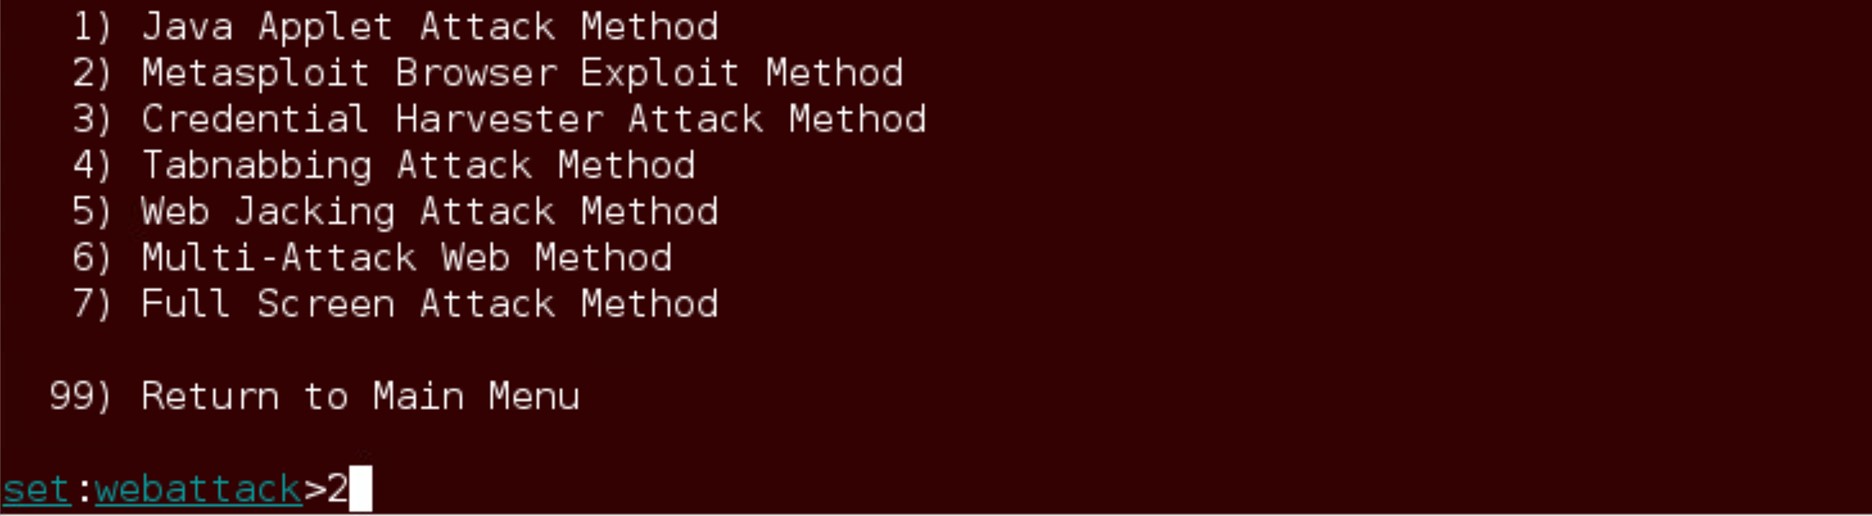 1) Java Applet Attack Method
2) Metasploit Browser Exploit Method
3) Credential Harvester Attack Method
4) Tabnabbing Attack Method
5) Web Jacking Attack Method
6) Multi-Attack Web Method
7) Full Screen Attack Method
99) Return to Main Menu
set:webattack>2